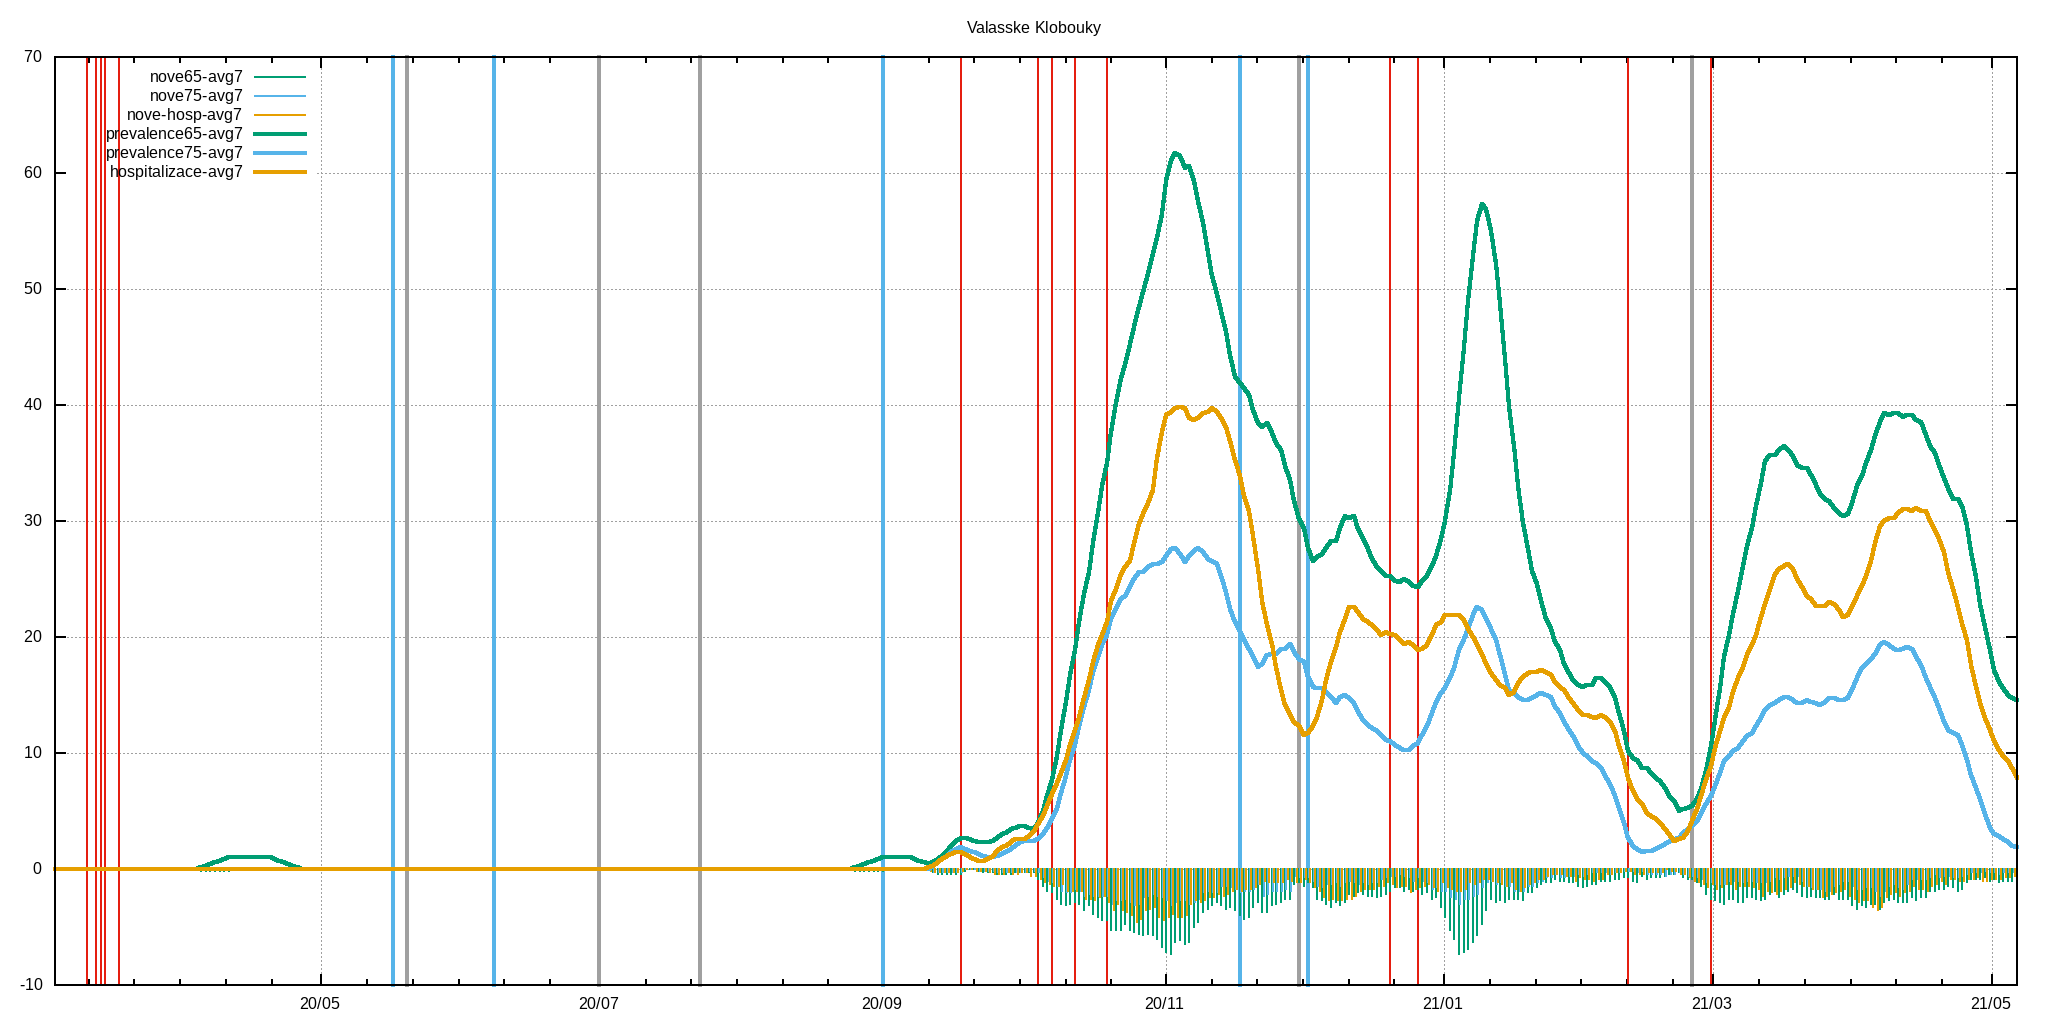 Valasske Klobouky
70
60
50
40
30
20
10
0
-10
nove65-avg7
nove75-avg7
nove-hosp-avg7
prevalence65-avg7
prevalence75-avg7
hospitalizace-avg7
20/05 20/07 20/09 20/11 21/01 21/03 21/05